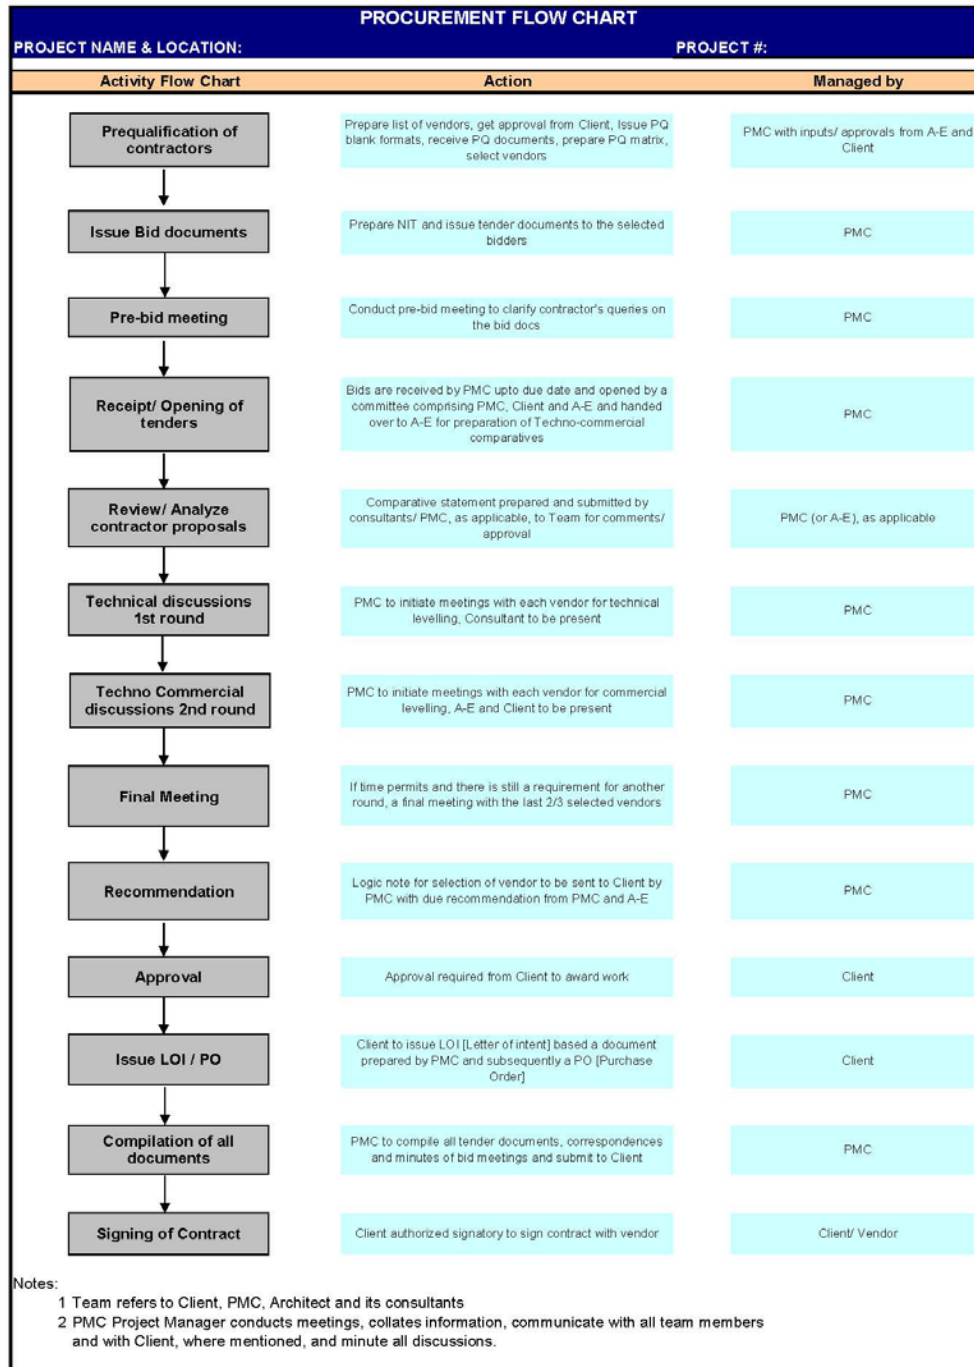 PROCUREMENT FLOW CHART
PROJECT NAME & LOCATION: PROJECT #:
Activity Flow Chart Action Managed by
Prequalification of
contractors
Prepare list of vendors, get approval from Client, Issue PQ
blank formats, receive PQ documents, prepare PQ matrix,
select vendors
PMC with inputs/ approvals from A-E and
Client
Issue Bid documents
Prepare NIT and issue tender documents to the selected
bidders
PMC
Pre-bid meeting
Conduct pre-bid meeting to clarify contractor's queries on
the bid docs
PMC
Receipt/ Opening of
tenders
Bids are received by PMC upto due date and opened by a
committee comprising PMC, Client and A-E and handed
over to A-E for preparation of Techno-commercial
comparatives
PMC
Review/ Analyze
contractor proposals
Comparative statement prepared and submitted by
consultants/ PMC, as applicable, to Team for comments/
approval
PMC (or A-E), as applicable
Technical discussions
1st round
PMC to initiate meetings with each vendor for technical
levelling, Consultant to be present
PMC
Techno Commercial
discussions 2nd round
PMC to initiate meetings with each vendor for commercial
levelling, A-E and Client to be present
PMC
Final Meeting
If time permits and there is still a requirement for another
round, a final meeting with the last 2/3 selected vendors
PMC
Recommendation
Logic note for selection of vendor to be sent to Client by
PMC with due recommendation from PMC and A-E
PMC
Approval
Approval required from Client to award work
Client
Issue LOI / PO
Client to issue LOI [Letter of intent] based a document
prepared by PMC and subsequently a PO [Purchase
Order]
Client
Compilation of all
documents
PMC to compile all tender documents, correspondences
and minutes of bid meetings and submit to Client
PMC
Signing of Contract
Client authorized signatory to sign contract with vendor
Client/ Vendor
Notes:
1 Team refers to Client, PMC, Architect and its consultants
2 PMC Project Manager conducts meetings, collates information, communicate with all team members
and with Client, where mentioned, and minute all discussions.